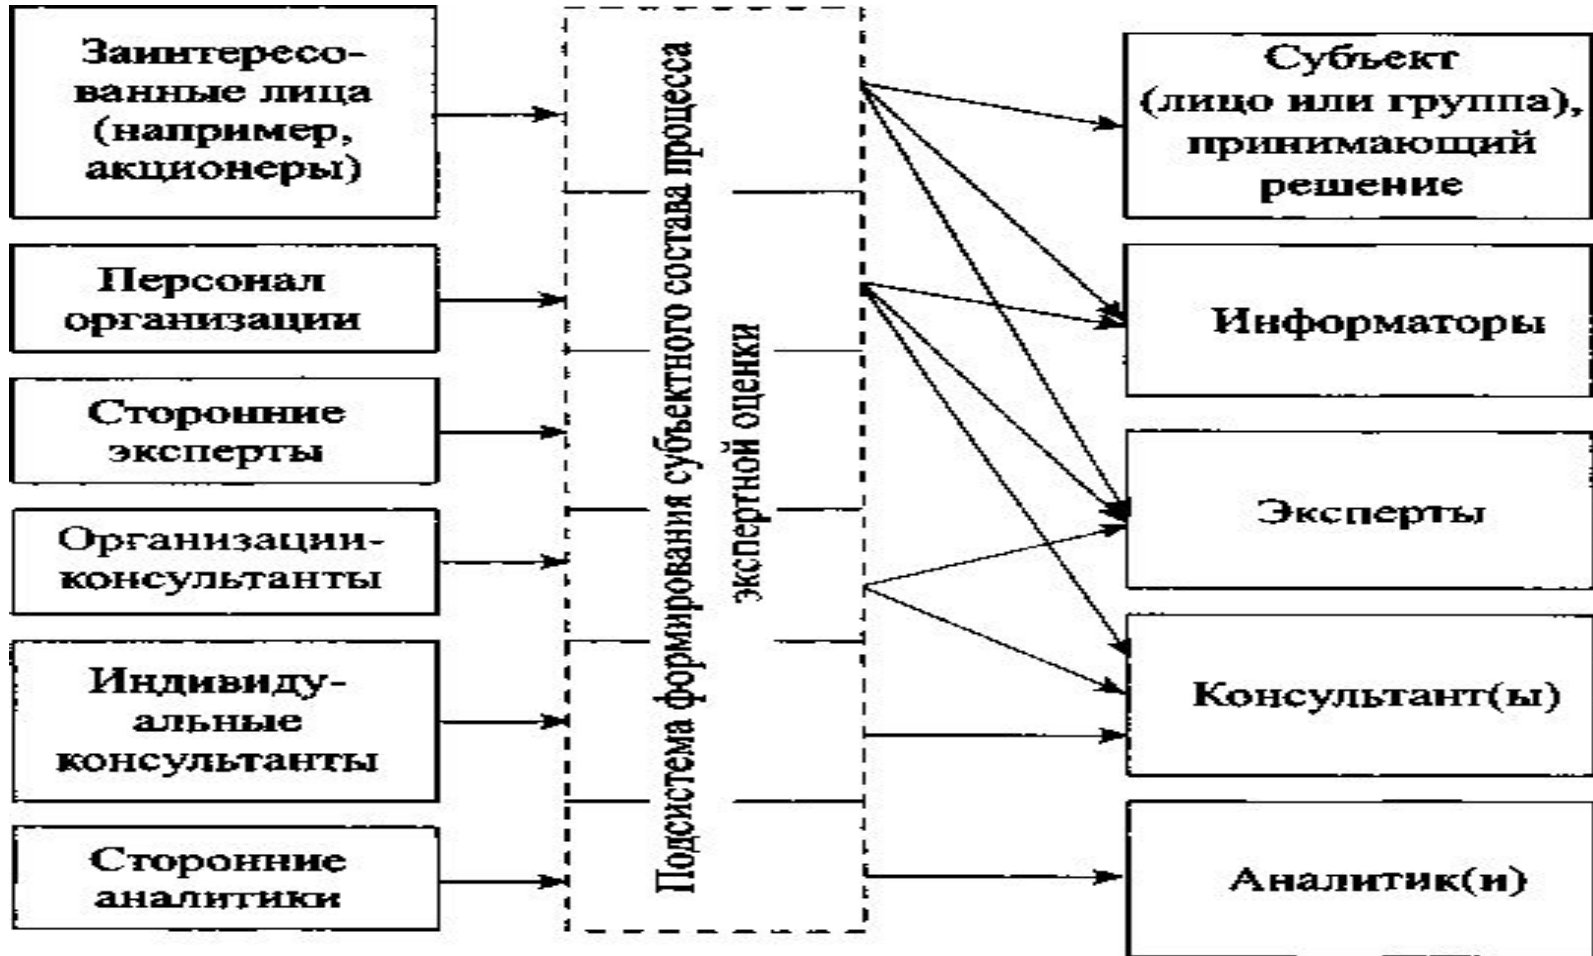 Заинтересо-
ванные лица
(например,
акционеры)
Персонал
организации
Сторонние
эксперты
Организации-
консультанты
Индивиду-
альные
консультанты
Сторонние
аналитики
Подсистема формирования субъектного состава процесса
экспертной оценки
Субъект
(лицо или группа),
принимающий
решение
Информаторы
Эксперты
Консультант(ы)
Аналитик(и)